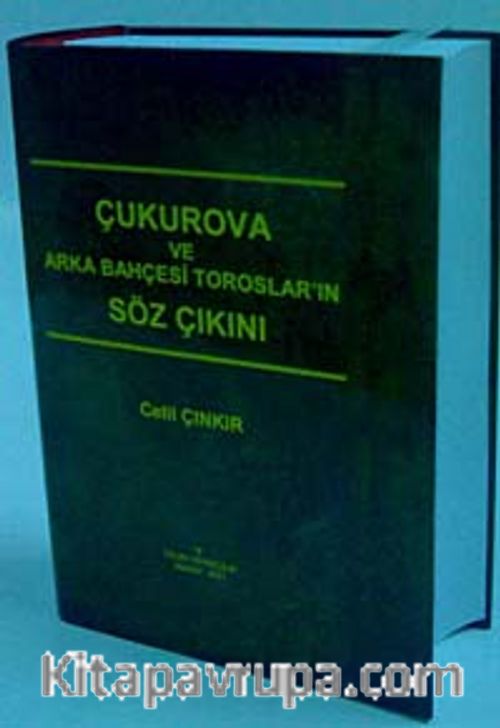 ÇUKUROVA
VE
ARKA BAHÇESİ TOROSLAR'IN
SÖZ ÇIKINI
Celil ÇINKIR
Kitapavrupa.com